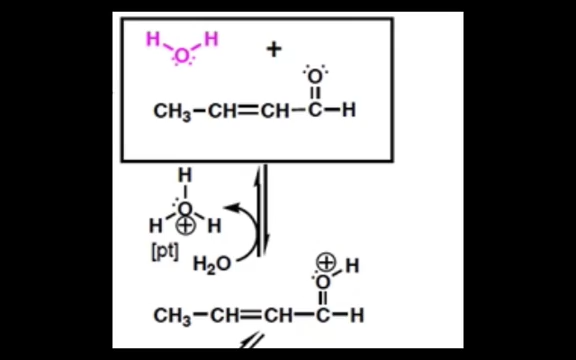 H H
:O:
+
:O:
CH₃–CH=CH–C–H
H
:O
H ⊕ H
[pt]
H₂O
⊕ H
:O
CH₃–CH=CH–C–H